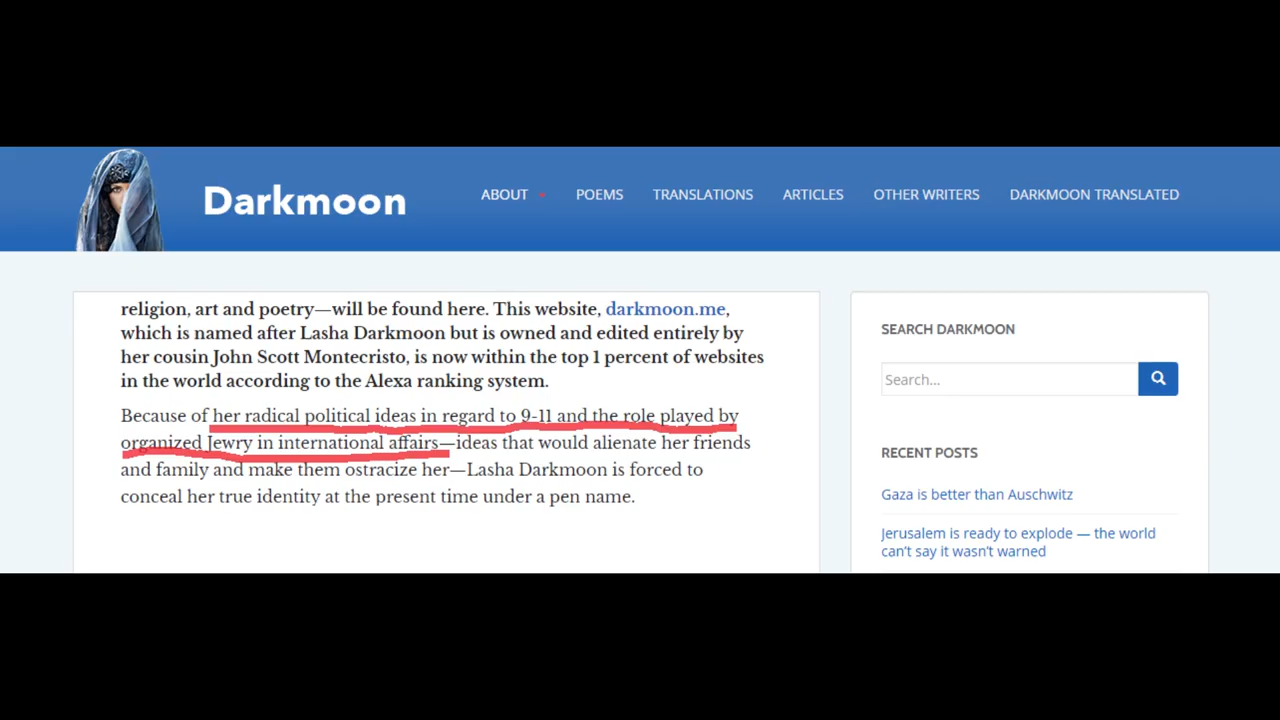 Darkmoon
ABOUT
POEMS
TRANSLATIONS
ARTICLES
OTHER WRITERS
DARKMOON TRANSLATED
religion, art and poetry—will be found here. This website, darkmoon.me,
which is named after Lasha Darkmoon but is owned and edited entirely by
her cousin John Scott Montecristo, is now within the top 1 percent of websites
in the world according to the Alexa ranking system.
Because of her radical political ideas in regard to 9-11 and the role played by
organized Jewry in international affairs—ideas that would alienate her friends
and family and make them ostracize her—Lasha Darkmoon is forced to
conceal her true identity at the present time under a pen name.
SEARCH DARKMOON
Search...
RECENT POSTS
Gaza is better than Auschwitz
Jerusalem is ready to explode — the world
can't say it wasn't warned